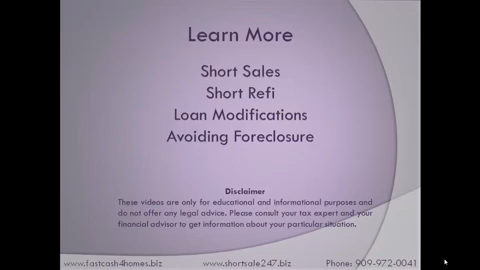 Learn More
Short Sales
Short Refi
Loan Modifications
Avoiding Foreclosure
Disclaimer
These videos are only for educational and informational purposes and
do not offer any legal advice. Please consult your tax expert and your
financial advisor to get information about your particular situation.
www.fastcash4homes.biz www.shortsale247.biz Phone: 909-972-0041